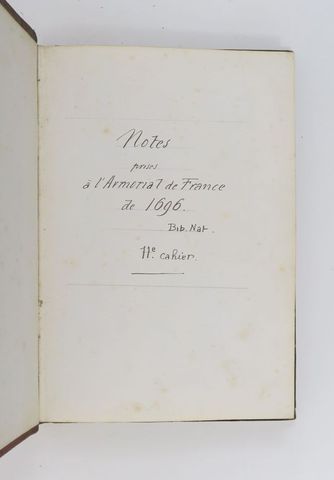 Notes
prises
à l'Armorial de France
de 1696.
Bib. Nat.
11e. cahier.